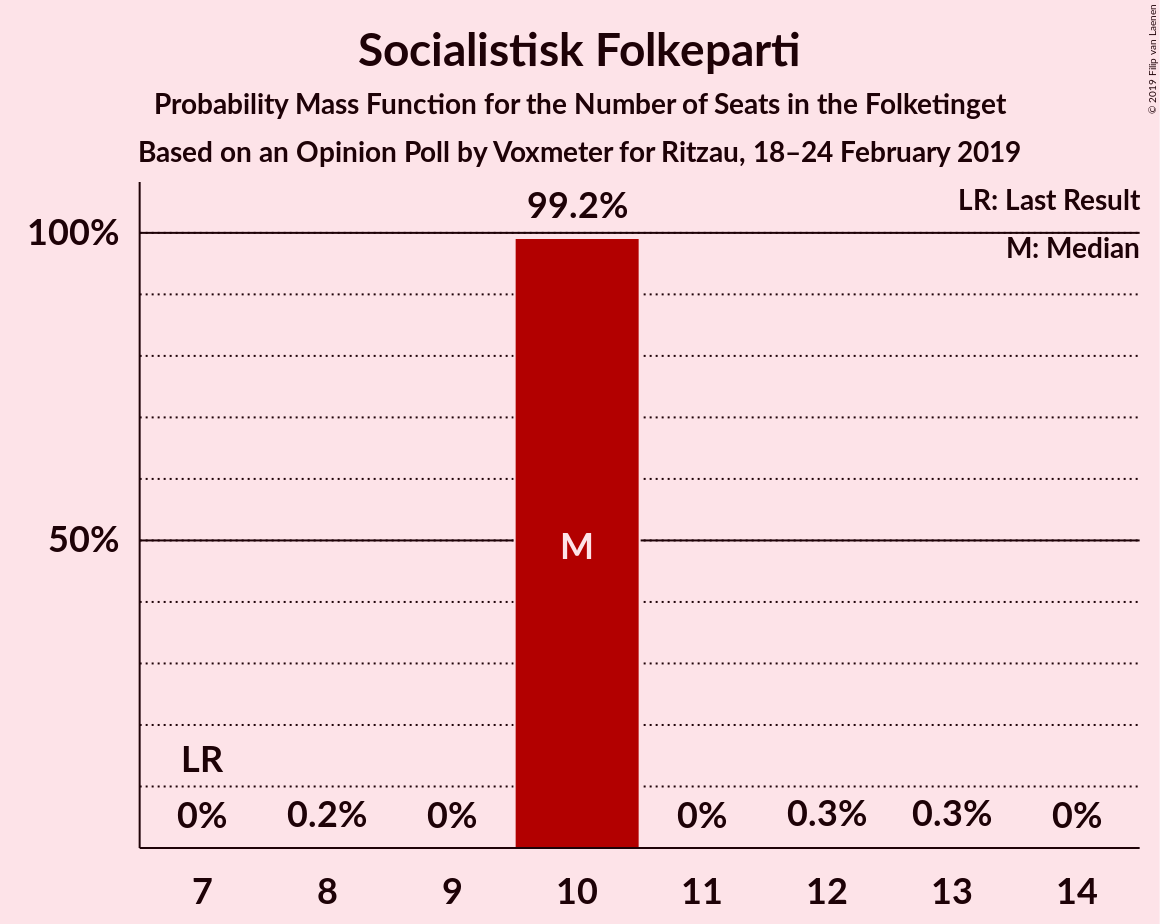 Socialistisk Folkeparti
Probability Mass Function for the Number of Seats in the Folketinget
Based on an Opinion Poll by Voxmeter for Ritzau, 18–24 February 2019
© 2019 Filip van Laenen
LR: Last Result
M: Median
99.2%
100%
50%
M
LR
0% 0.2% 0% 0% 0.3% 0.3% 0%
7 8 9 10 11 12 13 14